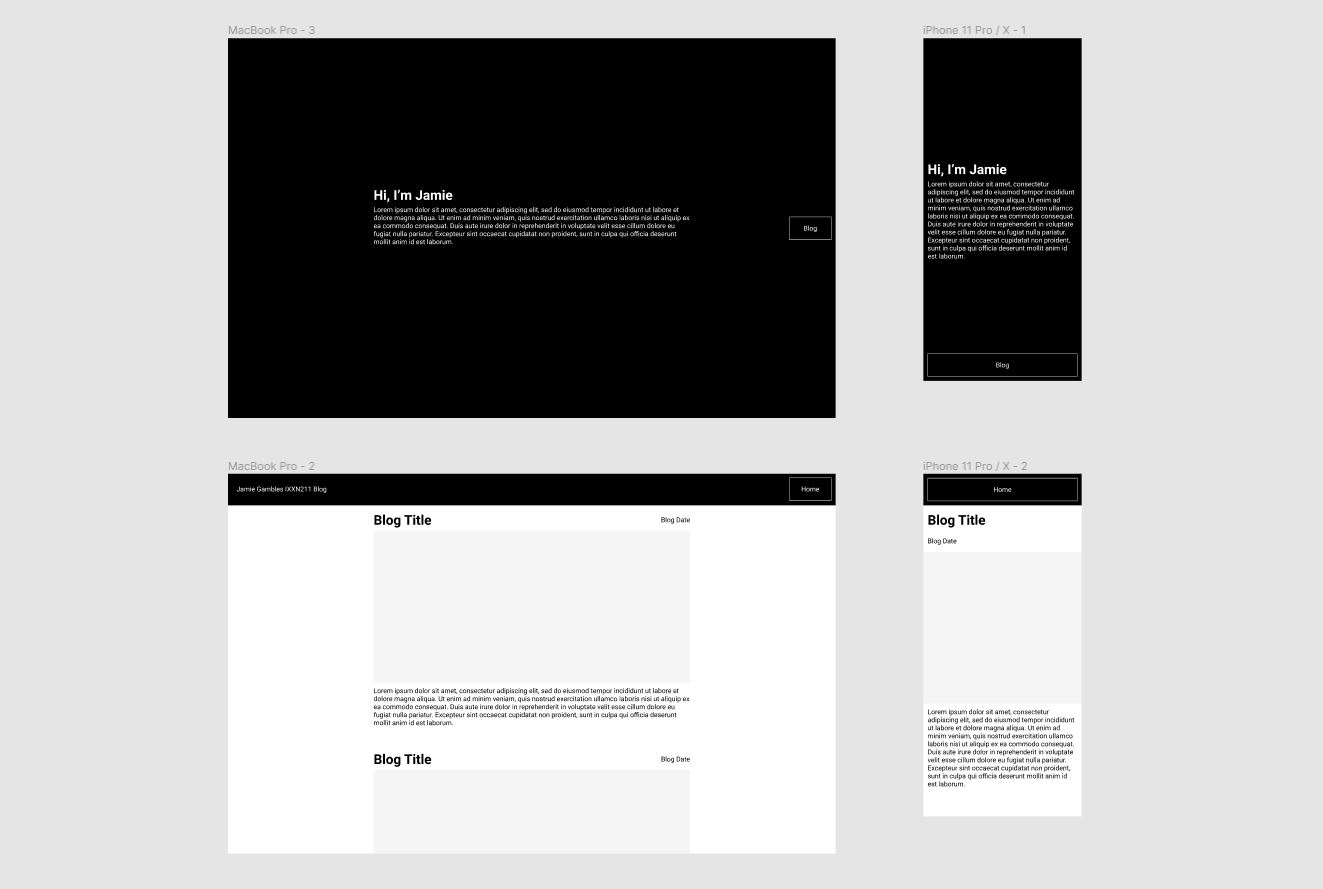 MacBook Pro - 3
Hi, I’m Jamie
Lorem ipsum dolor sit amet, consectetur adipiscing elit, sed do eiusmod tempor incididunt ut labore et
dolore magna aliqua. Ut enim ad minim veniam, quis nostrud exercitation ullamco laboris nisi ut aliquip ex
ea commodo consequat. Duis aute irure dolor in reprehenderit in voluptate velit esse cillum dolore eu
fugiat nulla pariatur. Excepteur sint occaecat cupidatat non proident, sunt in culpa qui officia deserunt
mollit anim id est laborum.
Blog
iPhone 11 Pro / X - 1
Hi, I’m Jamie
Lorem ipsum dolor sit amet, consectetur
adipiscing elit, sed do eiusmod tempor incididunt
ut labore et dolore magna aliqua. Ut enim ad
minim veniam, quis nostrud exercitation ullamco
laboris nisi ut aliquip ex ea commodo consequat.
Duis aute irure dolor in reprehenderit in voluptate
velit esse cillum dolore eu fugiat nulla pariatur.
Excepteur sint occaecat cupidatat non proident,
sunt in culpa qui officia deserunt mollit anim id
est laborum.
Blog
MacBook Pro - 2
Jamie Gambles IXXN211 Blog
Home
Blog Title
Blog Date
Lorem ipsum dolor sit amet, consectetur adipiscing elit, sed do eiusmod tempor incididunt ut labore et
dolore magna aliqua. Ut enim ad minim veniam, quis nostrud exercitation ullamco laboris nisi ut aliquip ex
ea commodo consequat. Duis aute irure dolor in reprehenderit in voluptate velit esse cillum dolore eu
fugiat nulla pariatur. Excepteur sint occaecat cupidatat non proident, sunt in culpa qui officia deserunt
mollit anim id est laborum.
Blog Title
Blog Date
iPhone 11 Pro / X - 2
Home
Blog Title
Blog Date
Lorem ipsum dolor sit amet, consectetur
adipiscing elit, sed do eiusmod tempor incididunt
ut labore et dolore magna aliqua. Ut enim ad
minim veniam, quis nostrud exercitation ullamco
laboris nisi ut aliquip ex ea commodo consequat.
Duis aute irure dolor in reprehenderit in voluptate
velit esse cillum dolore eu fugiat nulla pariatur.
Excepteur sint occaecat cupidatat non proident,
sunt in culpa qui officia deserunt mollit anim id
est laborum.